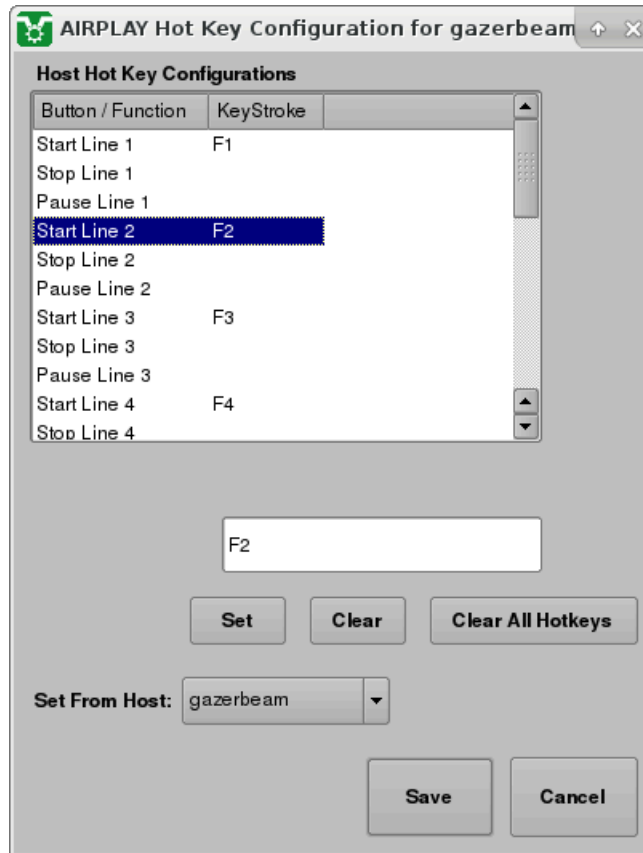 AIRPLAY Hot Key Configuration for gazerbeam
Host Hot Key Configurations
Button / Function KeyStroke
Start Line 1 F1
Stop Line 1
Pause Line 1
Start Line 2 F2
Stop Line 2
Pause Line 2
Start Line 3 F3
Stop Line 3
Pause Line 3
Start Line 4 F4
Stop Line 4
F2
Set Clear Clear All Hotkeys
Set From Host: gazerbeam
Save Cancel